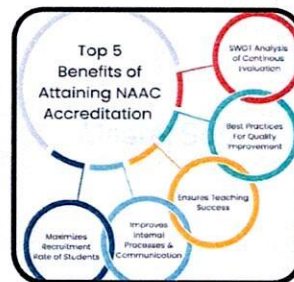 Top 5
Benefits of
Attaining NAAC
Accreditation
SWOT Analysis
of Continous
Evaluation
Best Practices
For Quality
Improvement
Ensures Teaching
Success
Improves
Internal
Processes &
Communication
Maximizes
Recruitment
Rate of Students